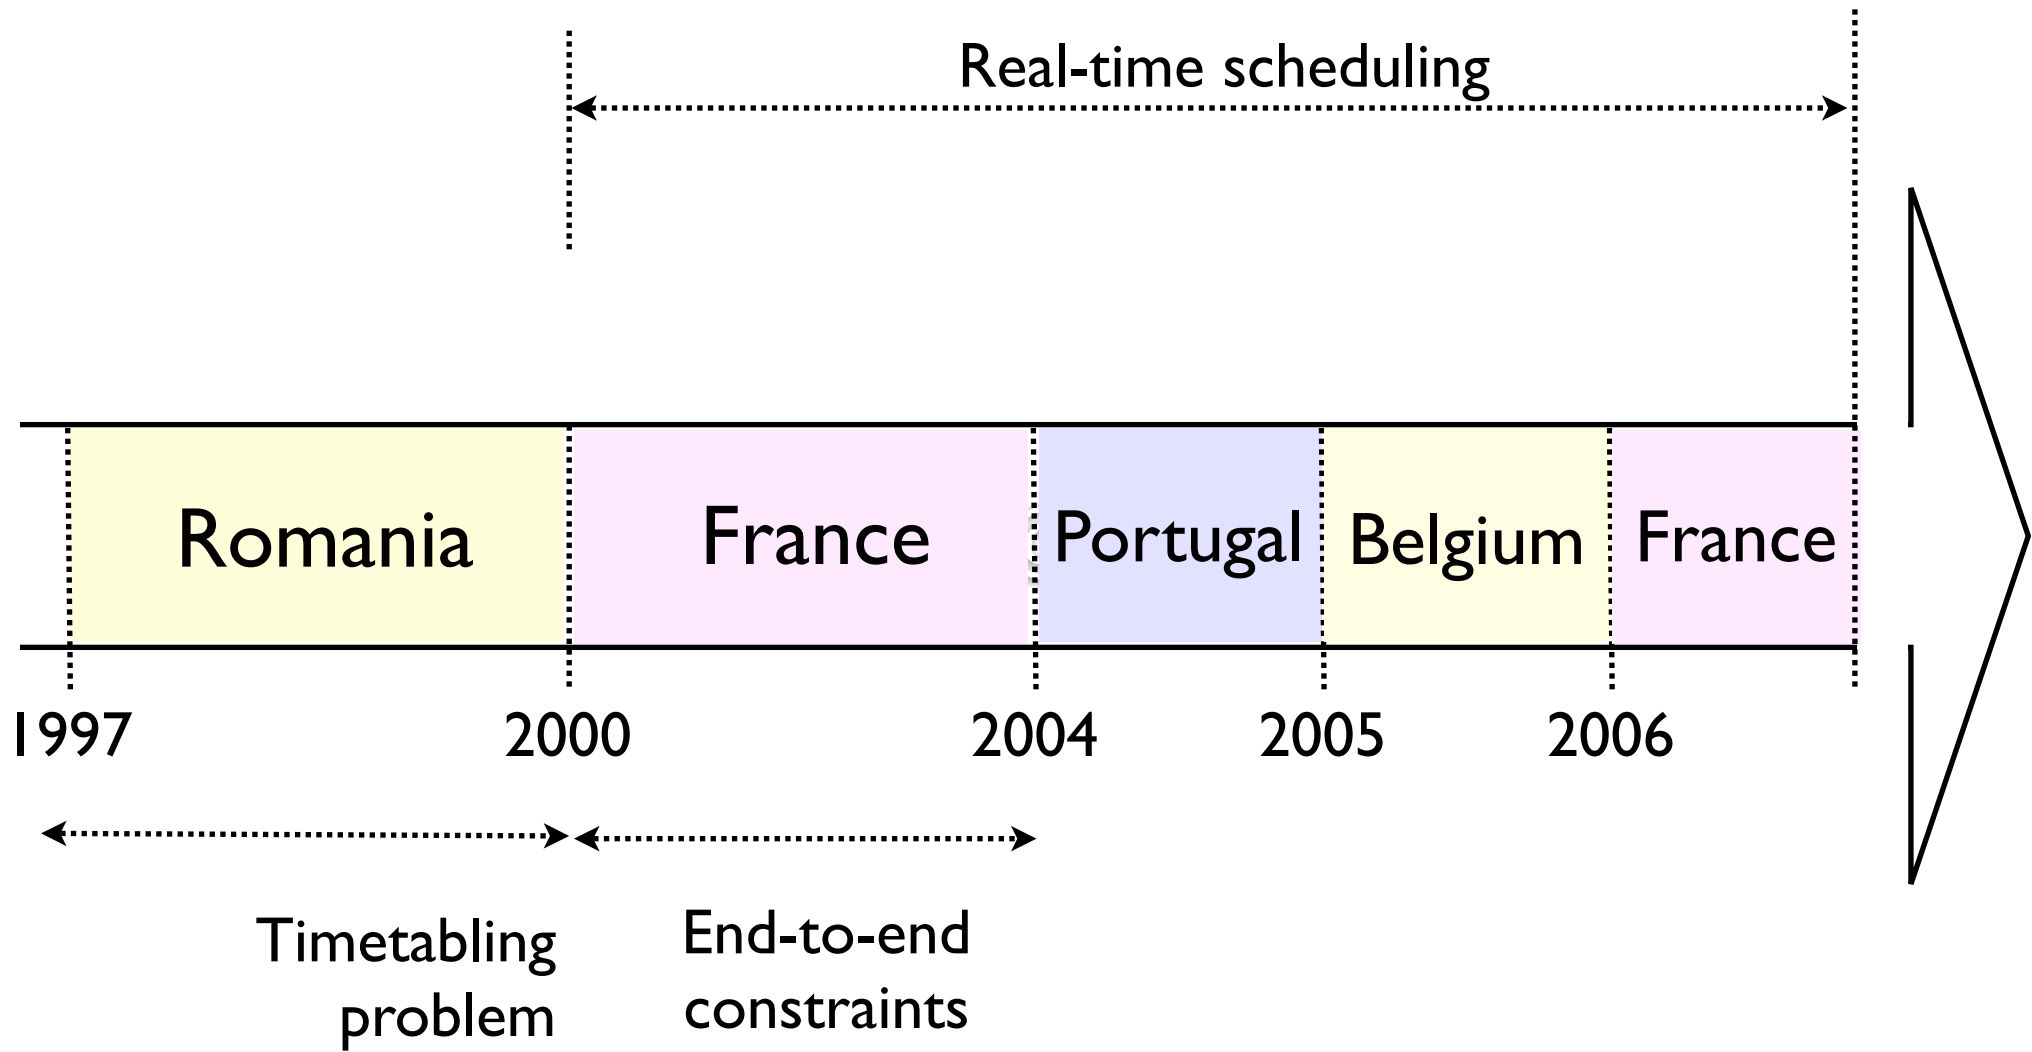 Real-time scheduling
Romania
France
Portugal
Belgium
France
1997
2000
2004
2005
2006
Timetabling
problem
End-to-end
constraints